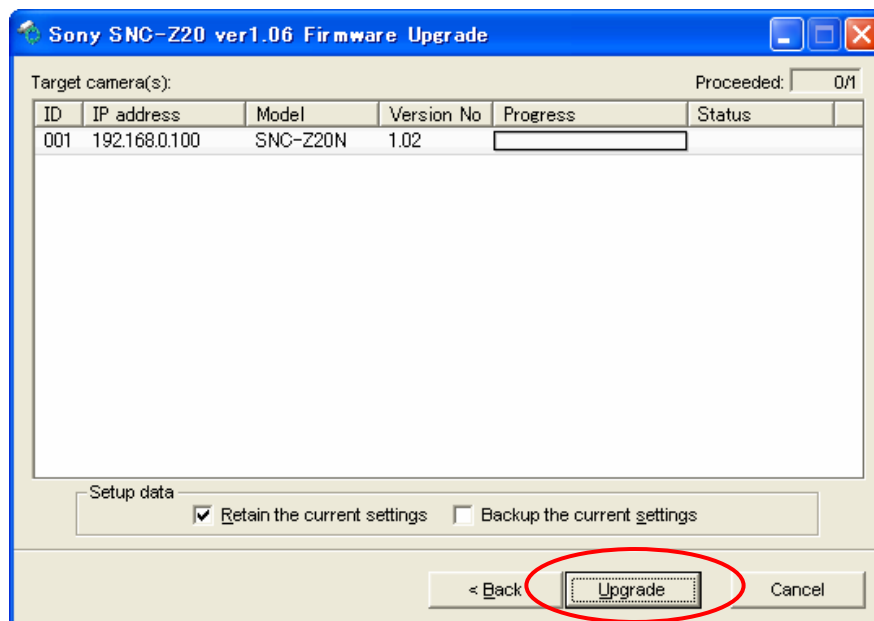 Sony SNC-Z20 ver1.06 Firmware Upgrade
Target camera(s): Proceeded: 0/1
ID IP address Model Version No Progress Status
001 192.168.0.100 SNC-Z20N 1.02
Setup data
Retain the current settings Backup the current settings
< Back Upgrade Cancel